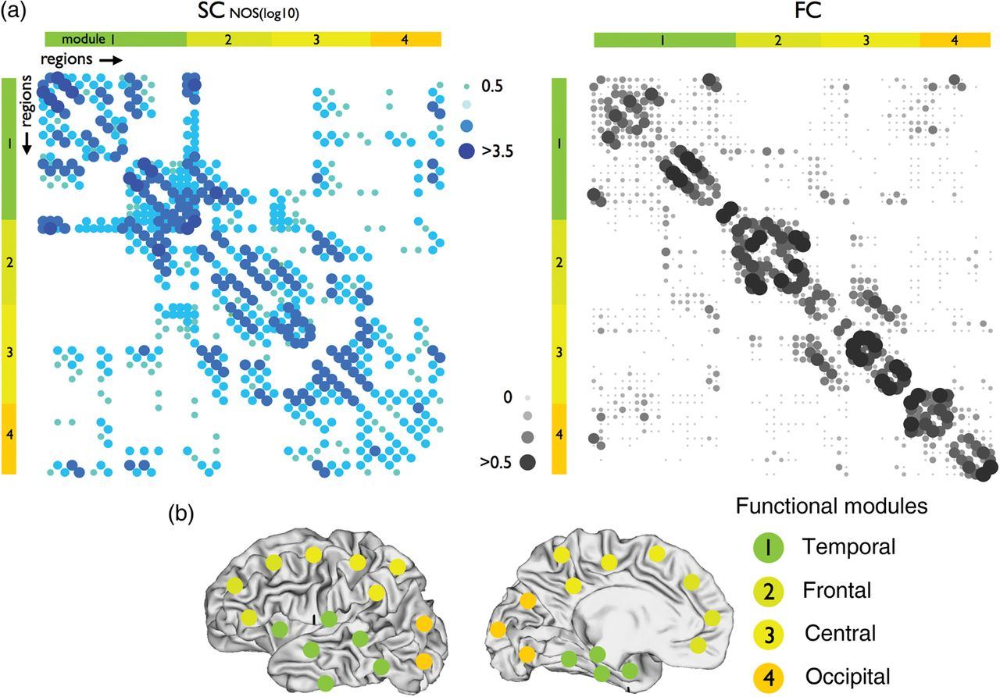 (a)
SC NOS(log10)
FC
module 1 2 3 4
1 2 3 4
regions →
regions →
1
2
3
4
0.5
>3.5
0
>0.5
1
2
3
4
(b)
Functional modules
1 Temporal
2 Frontal
3 Central
4 Occipital